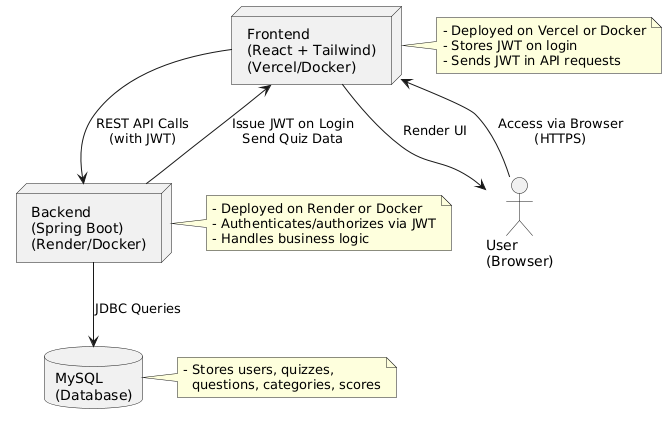 Frontend
(React + Tailwind)
(Vercel/Docker)
- Deployed on Vercel or Docker
- Stores JWT on login
- Sends JWT in API requests
REST API Calls
(with JWT)
Issue JWT on Login
Send Quiz Data
Render UI
Access via Browser
(HTTPS)
Backend
(Spring Boot)
(Render/Docker)
- Deployed on Render or Docker
- Authenticates/authorizes via JWT
- Handles business logic
User
(Browser)
JDBC Queries
MySQL
(Database)
- Stores users, quizzes,
questions, categories, scores